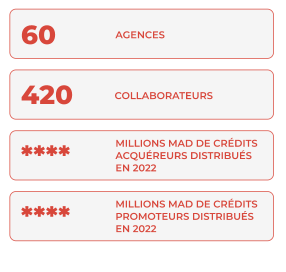 60 AGENCES
420 COLLABORATEURS
**** MILLIONS MAD DE CRÉDITS
ACQUÉREURS DISTRIBUÉS
EN 2022
**** MILLIONS MAD DE CRÉDITS
PROMOTEURS DISTRIBUÉS
EN 2022